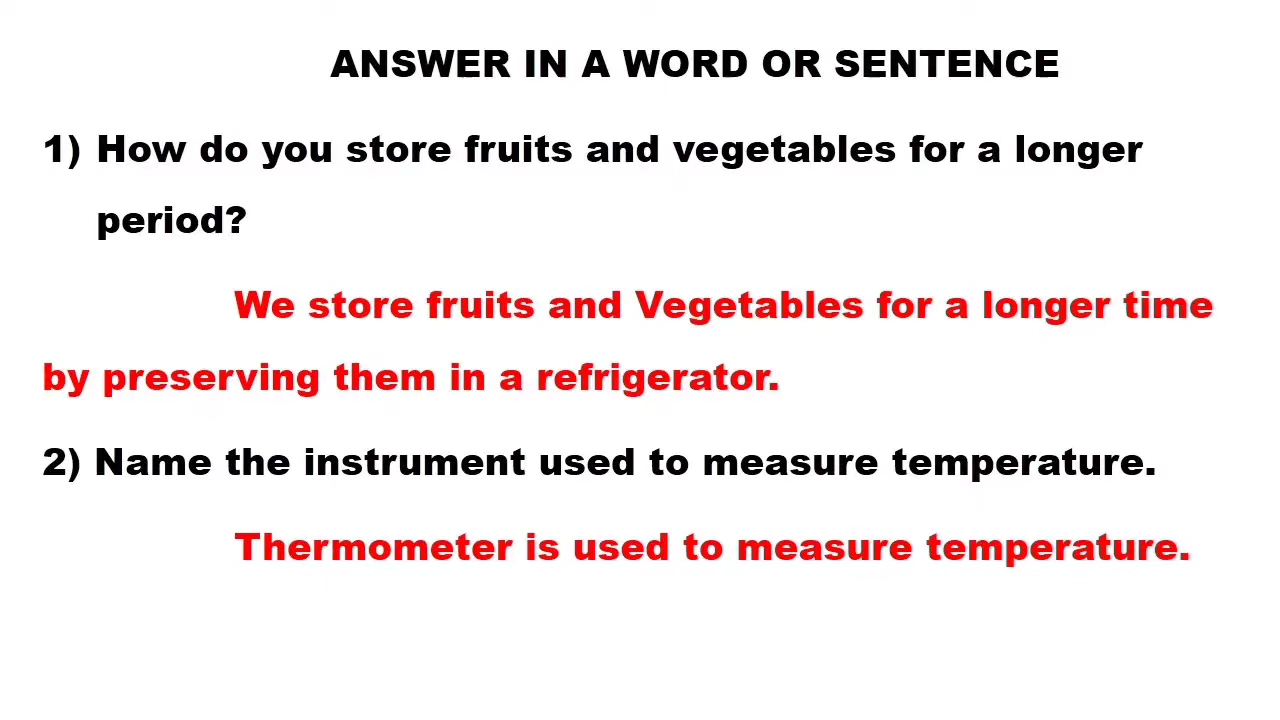 ANSWER IN A WORD OR SENTENCE
1) How do you store fruits and vegetables for a longer
period?
We store fruits and Vegetables for a longer time
by preserving them in a refrigerator.
2) Name the instrument used to measure temperature.
Thermometer is used to measure temperature.